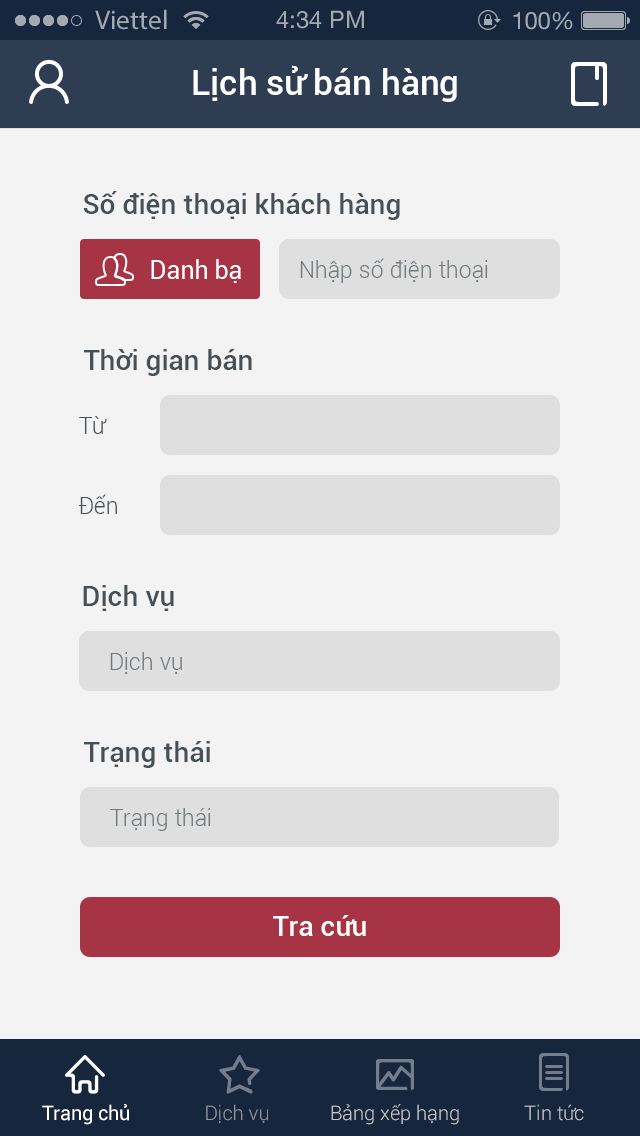 Viettel 4:34 PM 100%
Lịch sử bán hàng
Số điện thoại khách hàng
Danh bạ Nhập số điện thoại
Thời gian bán
Từ
Đến
Dịch vụ
Dịch vụ
Trạng thái
Trạng thái
Tra cứu
Trang chủ Dịch vụ Bảng xếp hạng Tin tức